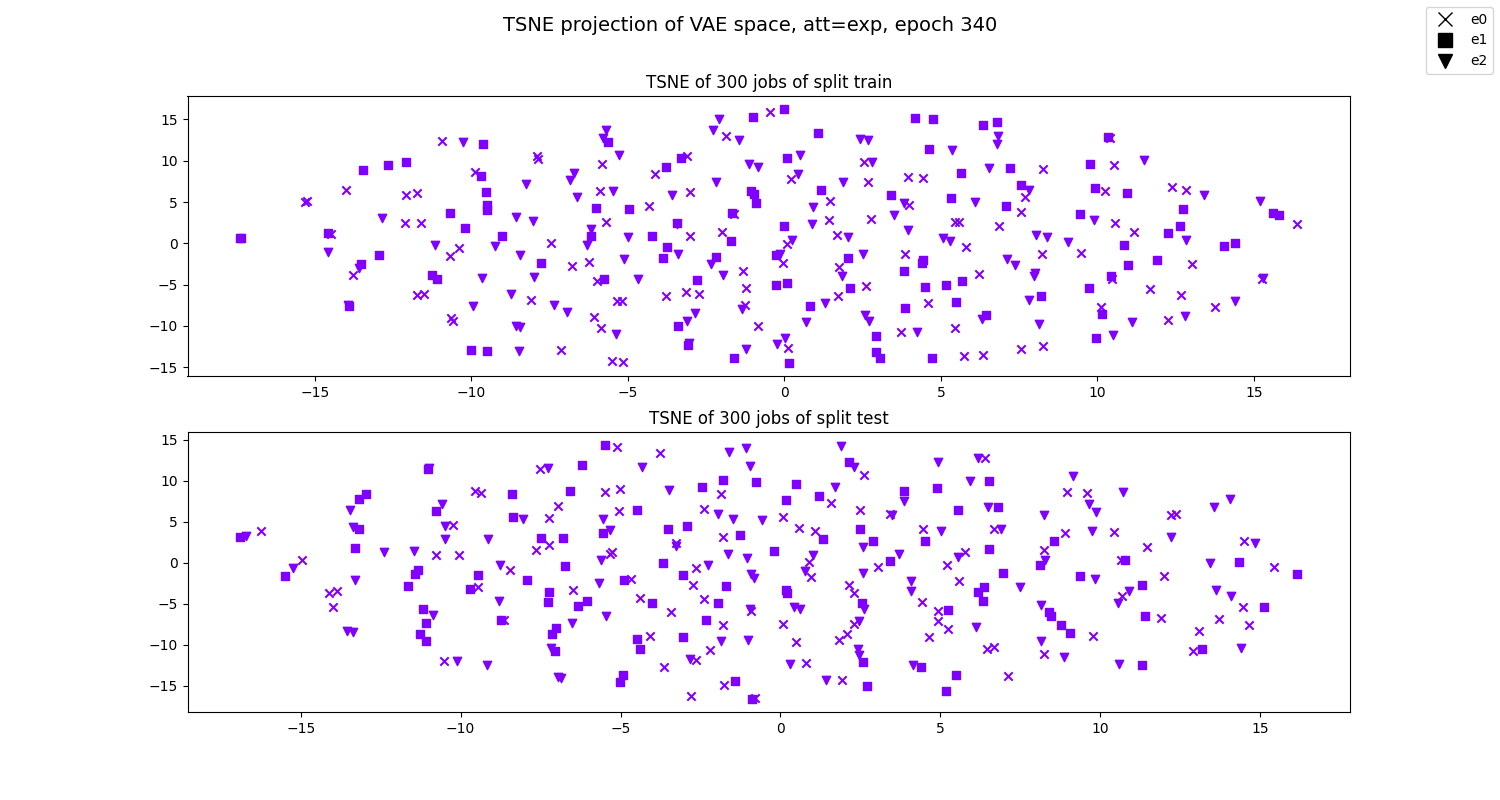 TSNE projection of VAE space, att=exp, epoch 340
e0
e1
e2
TSNE of 300 jobs of split train
15
10
5
0
−5
−10
−15
−15 −10 −5 0 5 10 15
TSNE of 300 jobs of split test
15
10
5
0
−5
−10
−15
−15 −10 −5 0 5 10 15